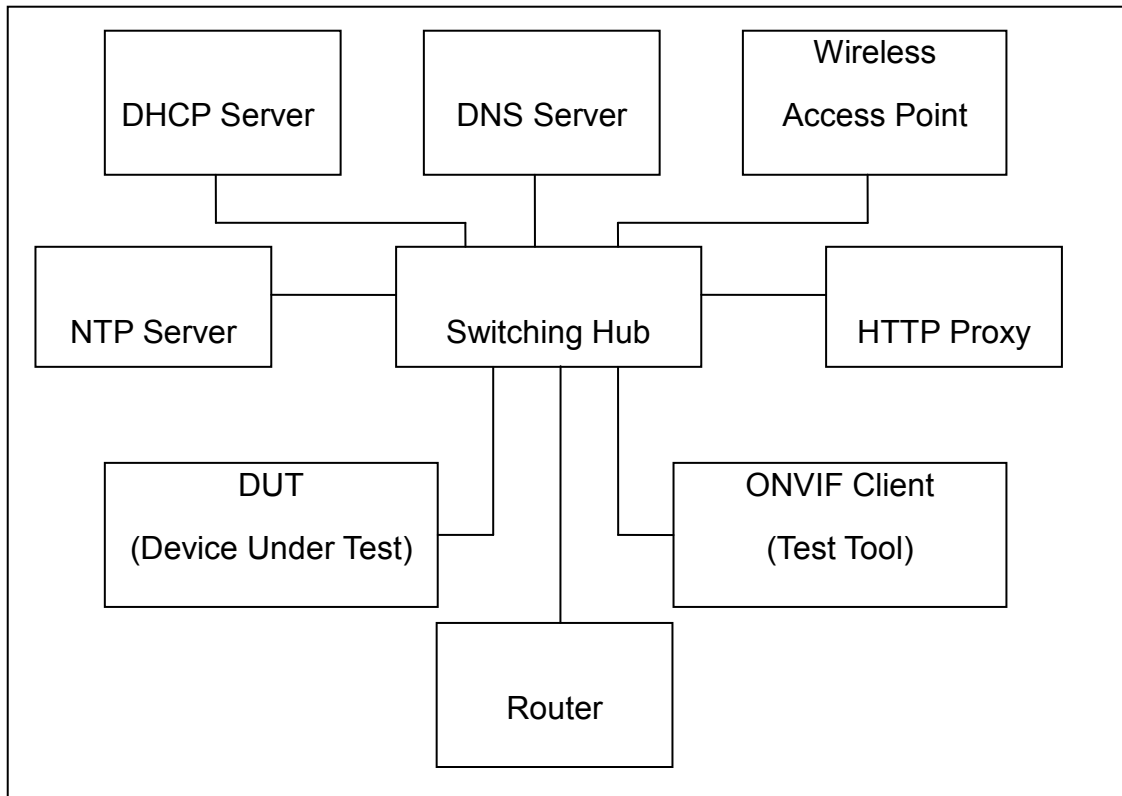 Wireless
Access Point
DHCP Server
DNS Server
NTP Server
Switching Hub
HTTP Proxy
DUT
(Device Under Test)
ONVIF Client
(Test Tool)
Router